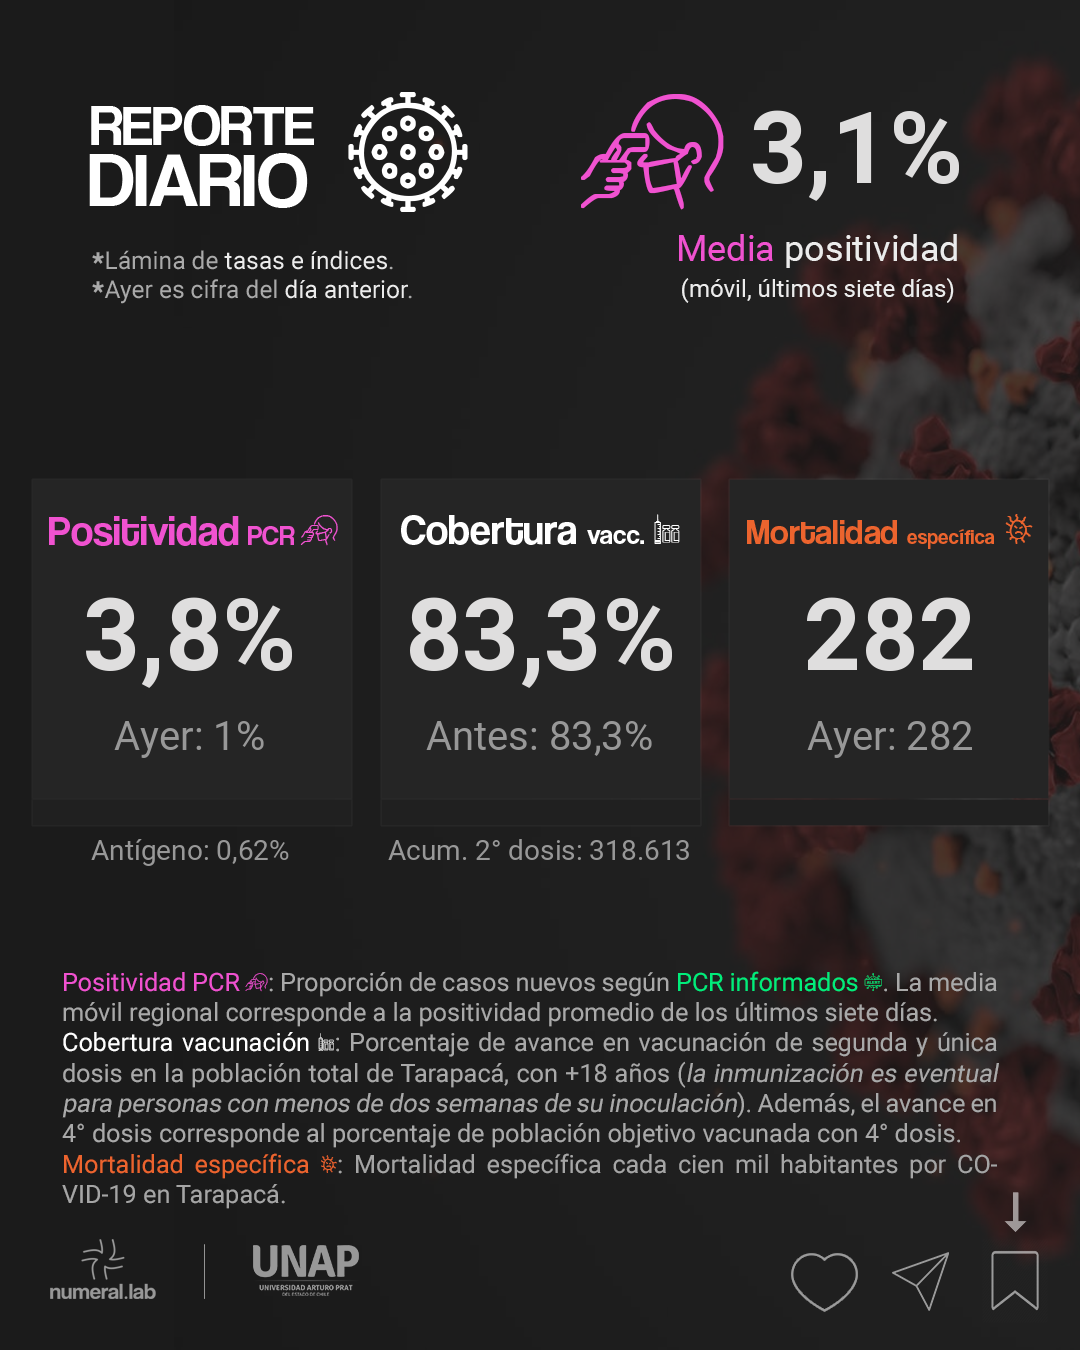 REPORTE
DIARIO
*Lámina de tasas e índices.
*Ayer es cifra del día anterior.
3,1%
Media positividad
(móvil, últimos siete días)
Positividad PCR
3,8%
Ayer: 1%
Antígeno: 0,62%
Cobertura vacc.
83,3%
Antes: 83,3%
Acum. 2° dosis: 318.613
Mortalidad específica
282
Ayer: 282
Positividad PCR : Proporción de casos nuevos según PCR informados . La media
móvil regional corresponde a la positividad promedio de los últimos siete días.
Cobertura vacunación : Porcentaje de avance en vacunación de segunda y única
dosis en la población total de Tarapacá, con +18 años (la inmunización es eventual
para personas con menos de dos semanas de su inoculación). Además, el avance en
4° dosis corresponde al porcentaje de población objetivo vacunada con 4° dosis.
Mortalidad específica : Mortalidad específica cada cien mil habitantes por CO-
VID-19 en Tarapacá.
numeral.lab
UNAP
UNIVERSIDAD ARTURO PRAT
DEL ESTADO DE CHILE